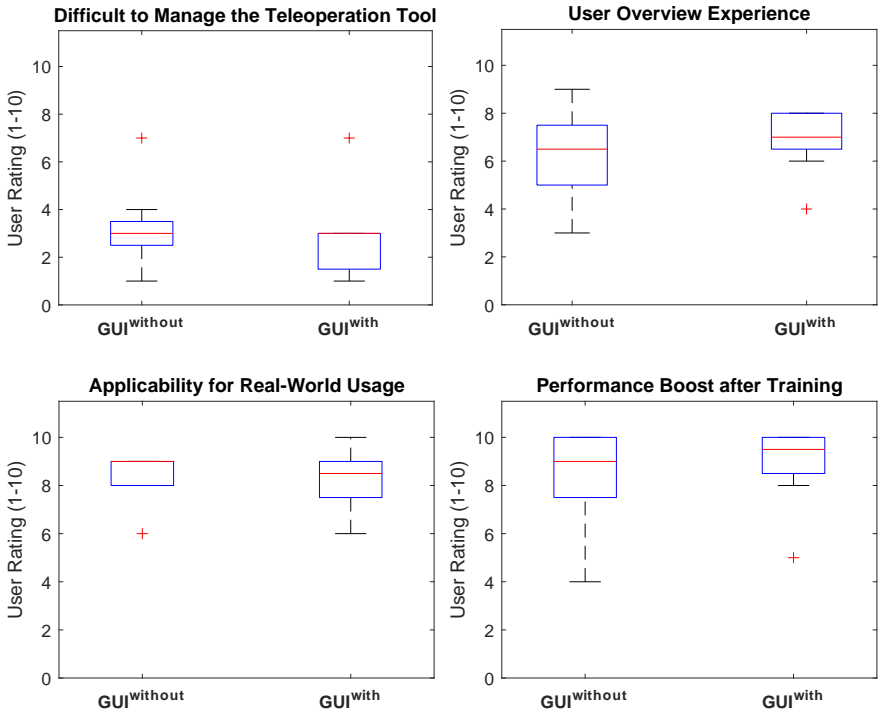 Difficult to Manage the Teleoperation Tool
User Rating (1-10)
10
8
6
4
2
0
GUIwithout
GUIwith
User Overview Experience
User Rating (1-10)
10
8
6
4
2
0
GUIwithout
GUIwith
Applicability for Real-World Usage
User Rating (1-10)
10
8
6
4
2
0
GUIwithout
GUIwith
Performance Boost after Training
User Rating (1-10)
10
8
6
4
2
0
GUIwithout
GUIwith